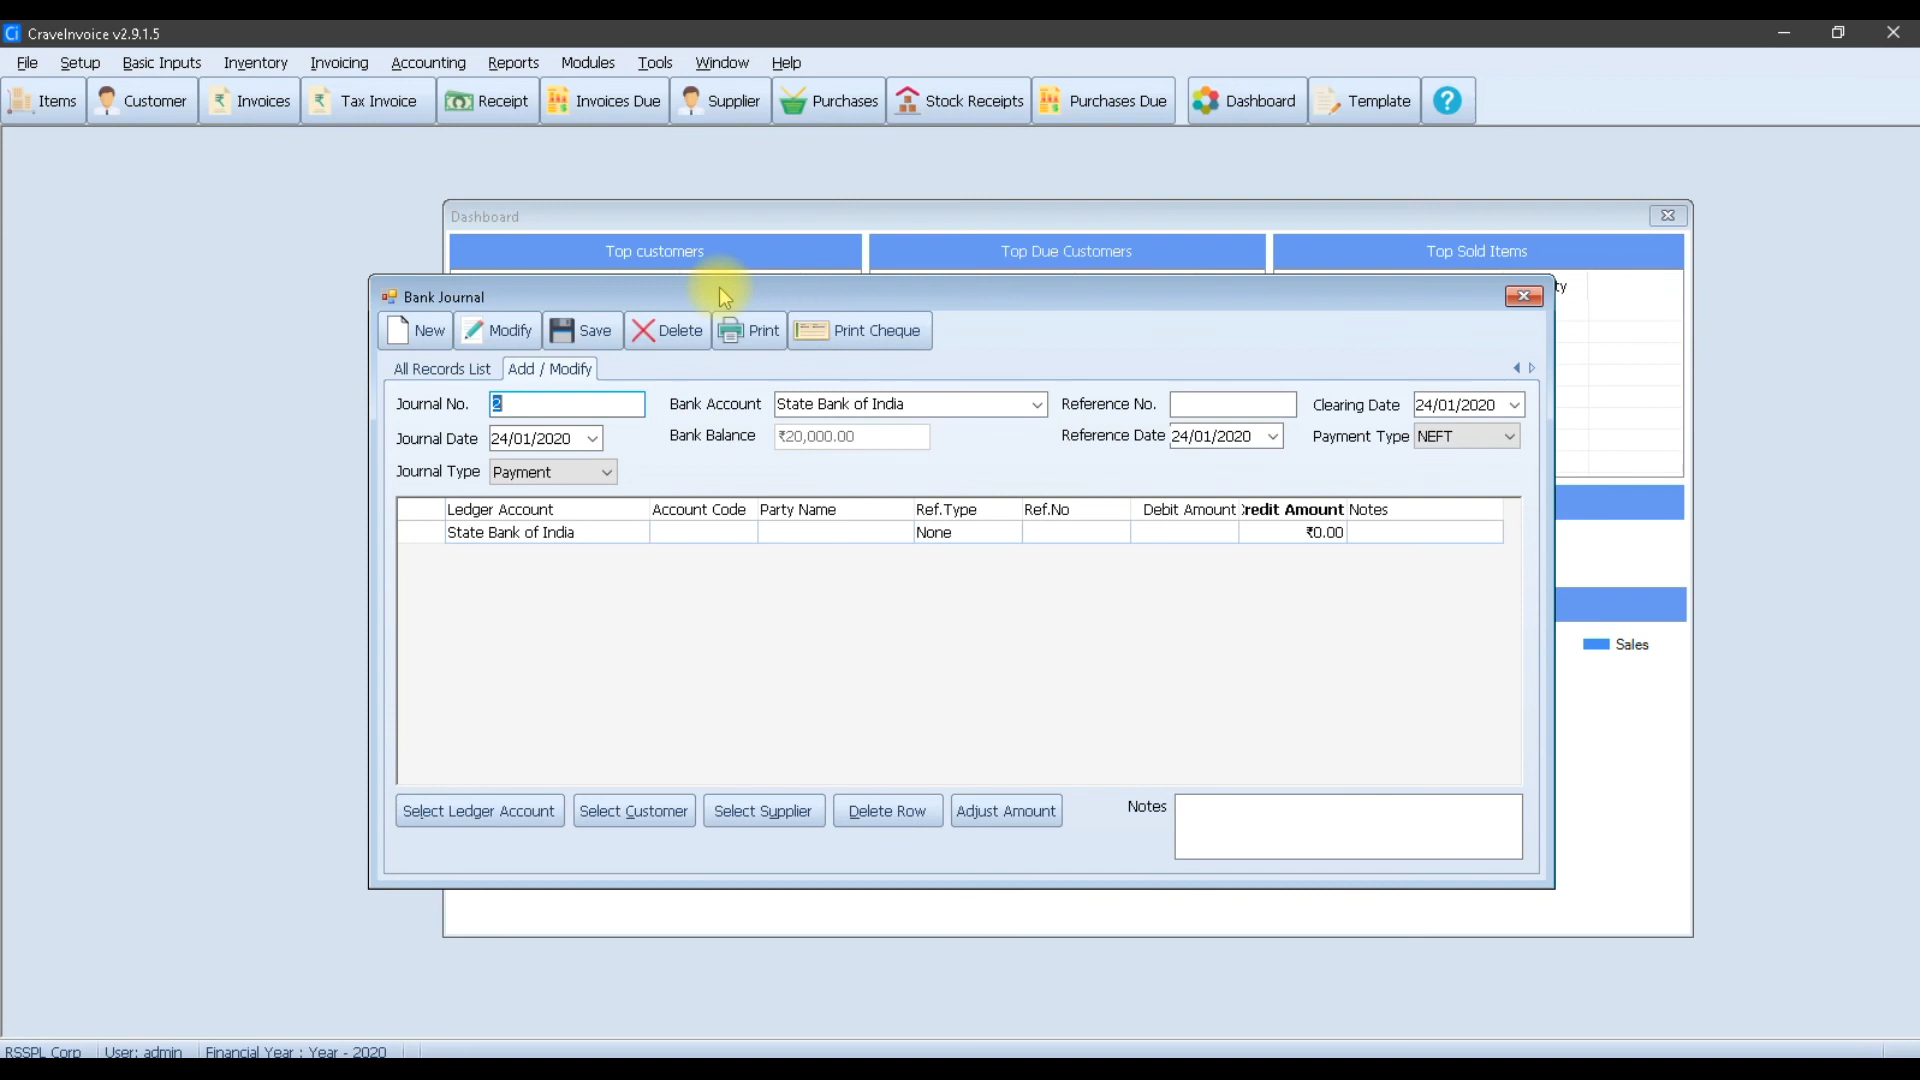 Ci CraveInvoice v2.9.1.5
File Setup Basic Inputs Inventory Invoicing Accounting Reports Modules Tools Window Help
Items Customer Invoices Tax Invoice Receipt Invoices Due Supplier Purchases Stock Receipts Purchases Due Dashboard Template ?
Dashboard
Top customers Top Due Customers Top Sold Items
ty
Bank Journal
New Modify Save Delete Print Print Cheque
All Records List Add / Modify
Journal No. 2 Bank Account State Bank of India Reference No. Clearing Date 24/01/2020
Journal Date 24/01/2020 Bank Balance ₹20,000.00 Reference Date 24/01/2020 Payment Type NEFT
Journal Type Payment
Ledger Account Account Code Party Name Ref.Type Ref.No Debit Amount redit Amount Notes
State Bank of India None ₹0.00
Sales
Select Ledger Account Select Customer Select Supplier Delete Row Adjust Amount Notes
RSSPL Corp User: admin Financial Year : Year - 2020